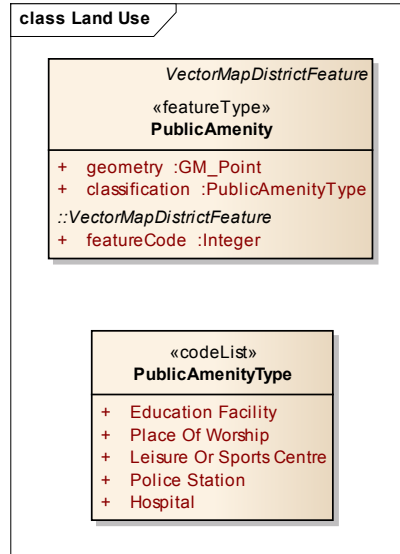 class Land Use
VectorMapDistrictFeature
«featureType»
PublicAmenity
+ geometry :GM_Point
+ classification :PublicAmenityType
::VectorMapDistrictFeature
+ featureCode :Integer
«codeList»
PublicAmenityType
+ Education Facility
+ Place Of Worship
+ Leisure Or Sports Centre
+ Police Station
+ Hospital